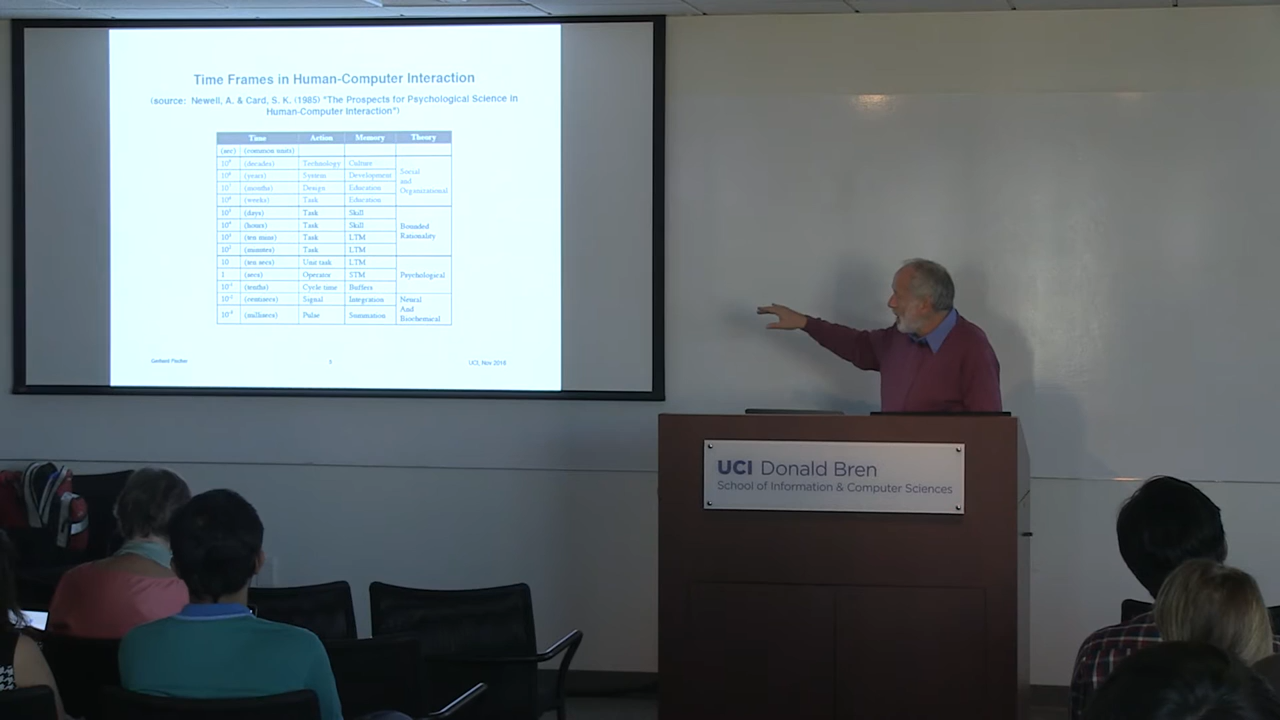 Time Frames in Human-Computer Interaction
(source: Newell, A. & Card, S. K. (1985) "The Prospects for Psychological Science in
Human-Computer Interaction")
Time Action Memory Theory
(sec) (common units)
(decades) Technology Culture
(years) System Development
(months) Design Education
(weeks) Task Education
Social
and
Organizational
(days) Task Skill
(hours) Task Skill
(ten mins) Task LTM
(minutes) Task LTM
Bounded
Rationality
10 (ten secs) Unit task LTM
1 (secs) Operator STM
(tenths) Cycle time Buffers
Psychological
(centisecs) Signal Integration
(millisecs) Pulse Summation
Neural
And
Biochemical
Gerhard Fischer
UCI, Nov 2016
UCI Donald Bren
School of Information & Computer Sciences